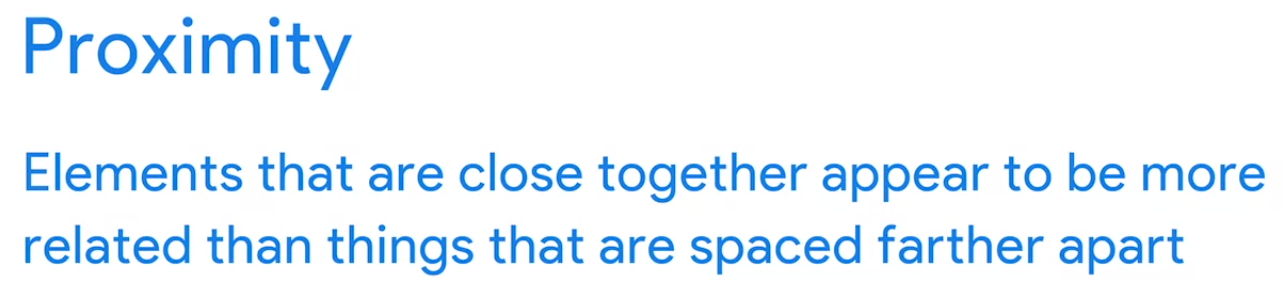 Proximity
Elements that are close together appear to be more
related than things that are spaced farther apart